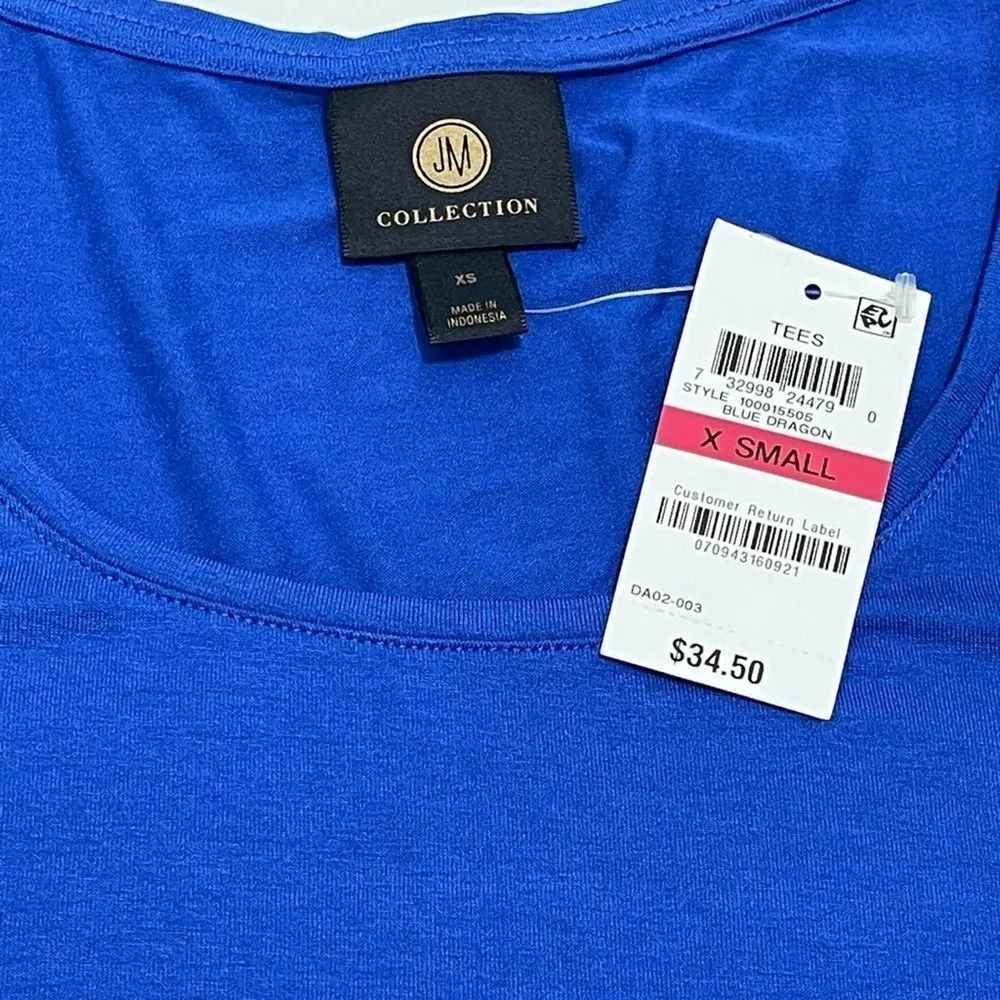 JM
COLLECTION
XS
MADE IN
INDONESIA
TEES
7 32998 24479 0
STYLE 100015505
BLUE DRAGON
X SMALL
Customer Return Label
070943160921
DA02-003
$34.50